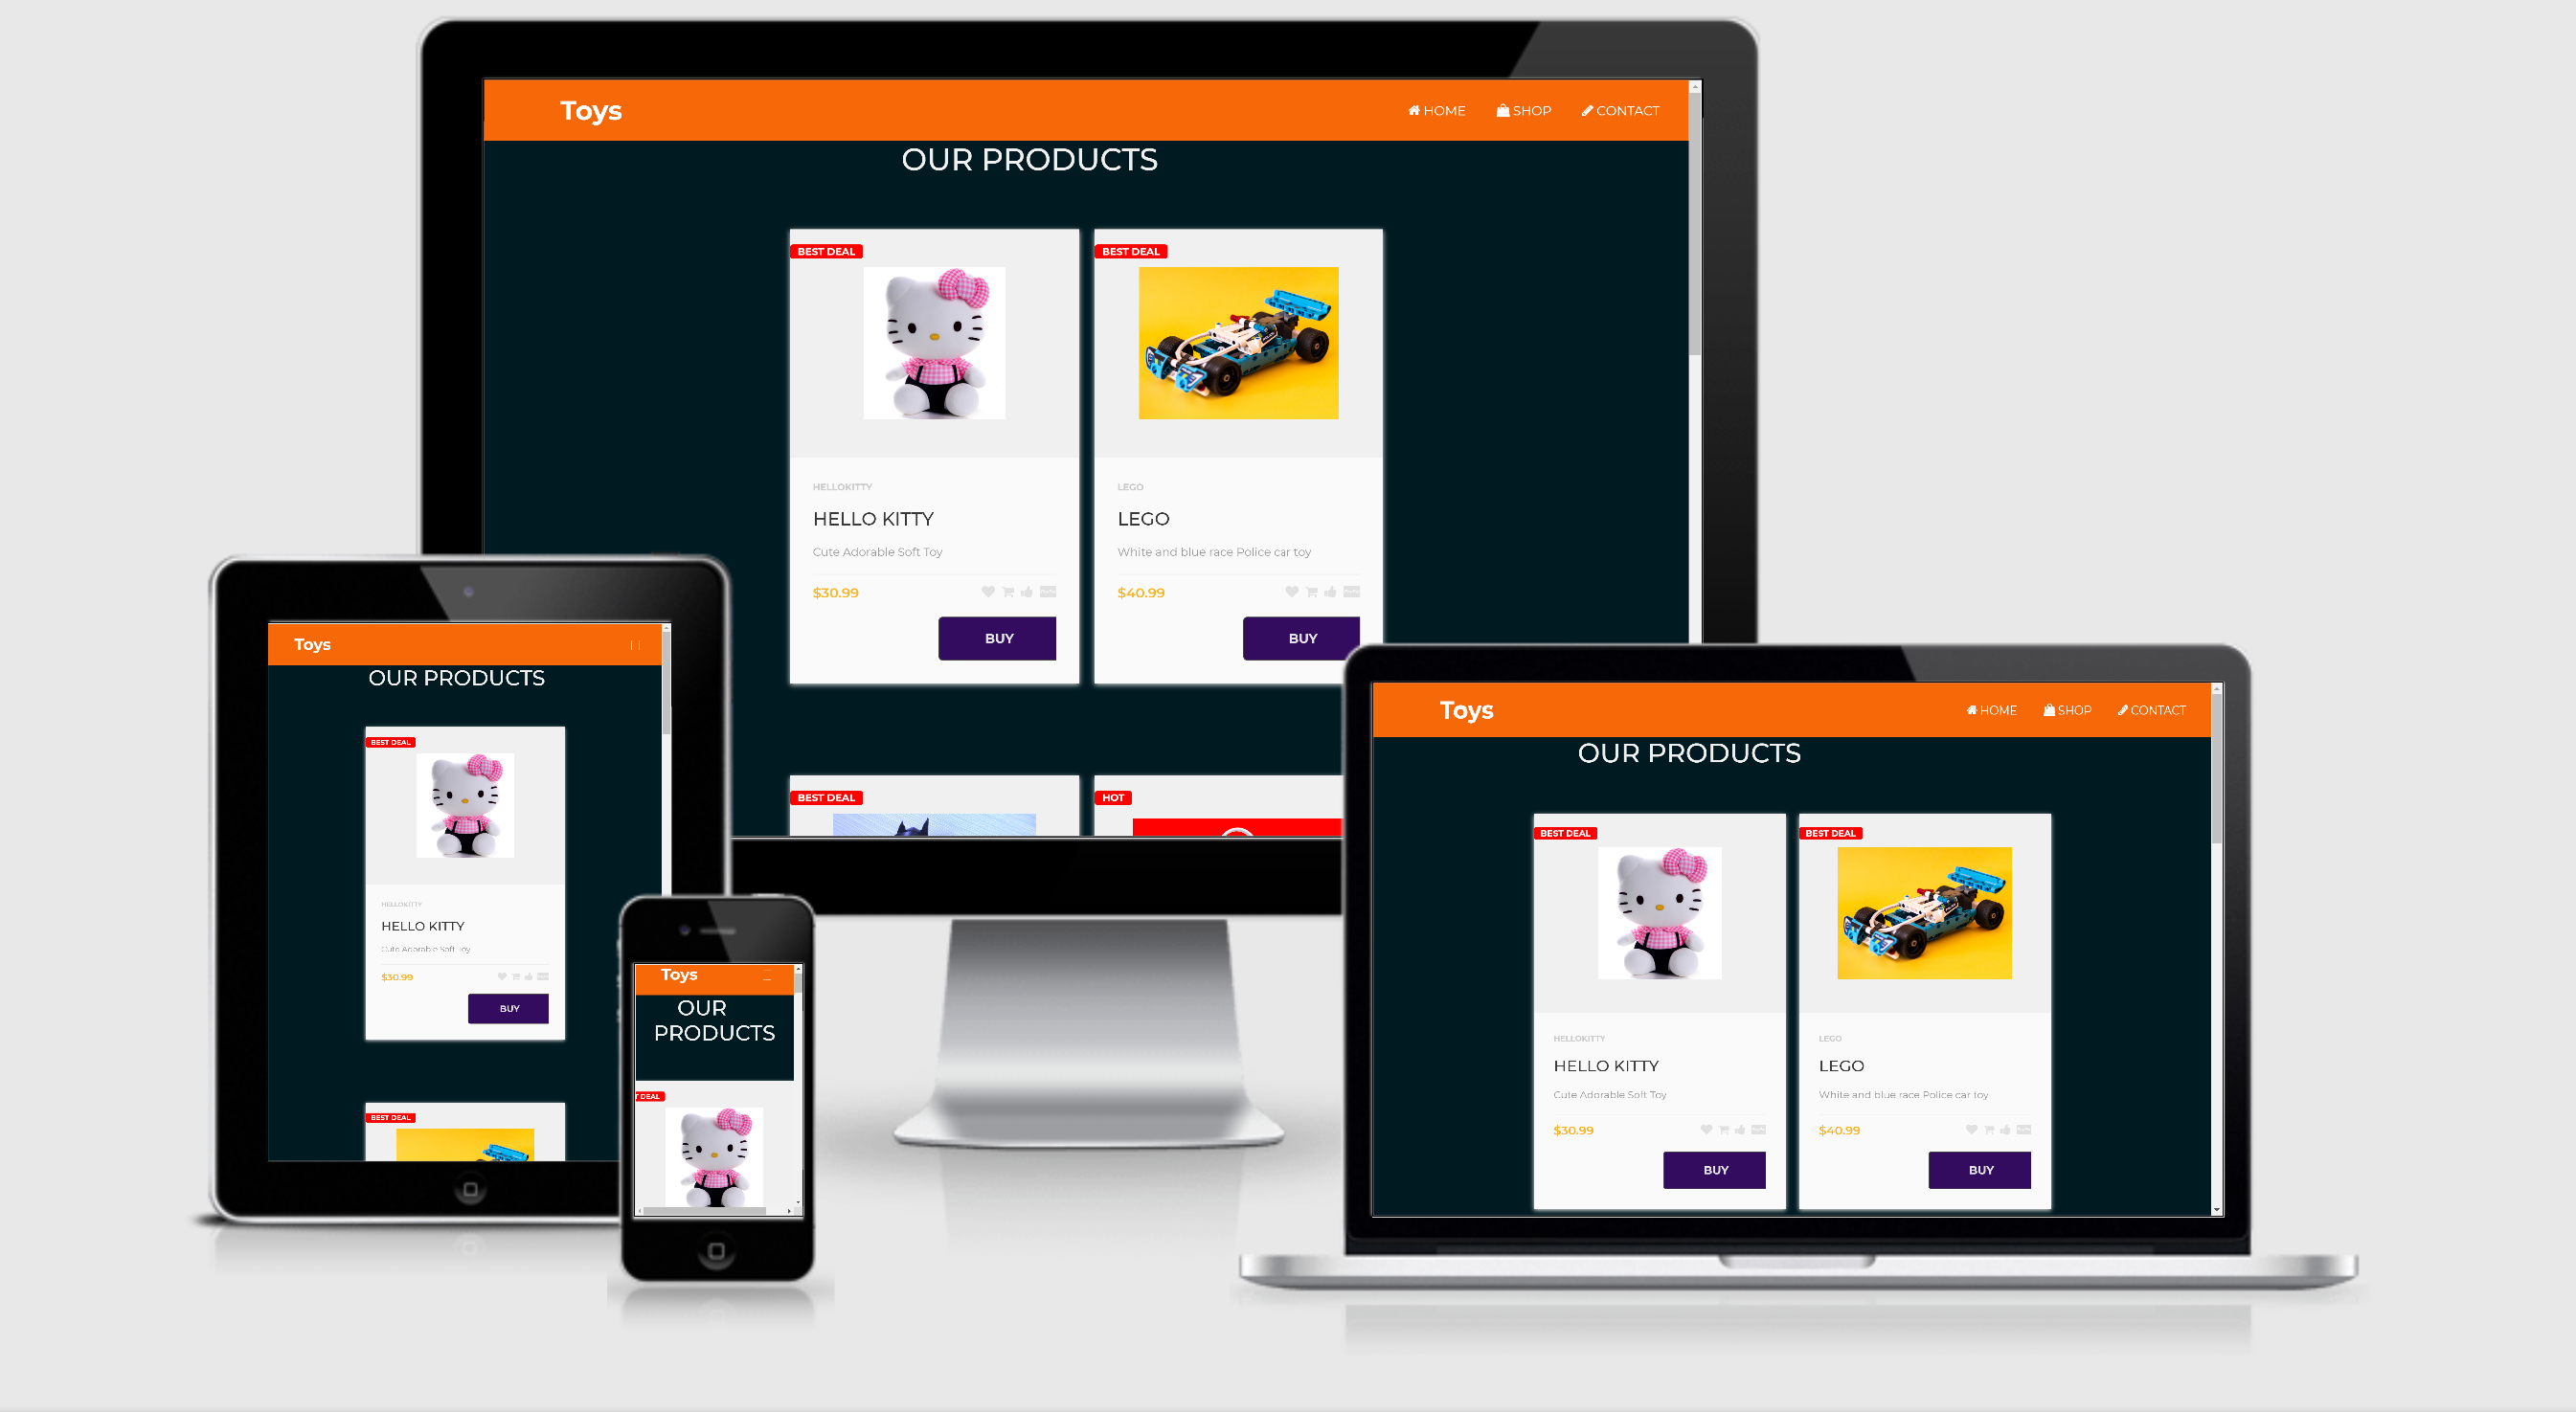 Toys
HOME SHOP CONTACT
OUR PRODUCTS
BEST DEAL
BEST DEAL
HELLOKITTY
HELLO KITTY
Cute Adorable Soft Toy
$30.99
BUY
LEGO
LEGO
White and blue race Police car toy
$40.99
BUY
BEST DEAL
HOT
Toys
OUR PRODUCTS
BEST DEAL
HELLOKITTY
HELLO KITTY
Cute Adorable Soft Toy
$30.99
BUY
BEST DEAL
Toys
OUR
PRODUCTS
T DEAL
Toys
HOME SHOP CONTACT
OUR PRODUCTS
BEST DEAL
BEST DEAL
HELLOKITTY
HELLO KITTY
Cute Adorable Soft Toy
$30.99
BUY
LEGO
LEGO
White and blue race Police car toy
$40.99
BUY